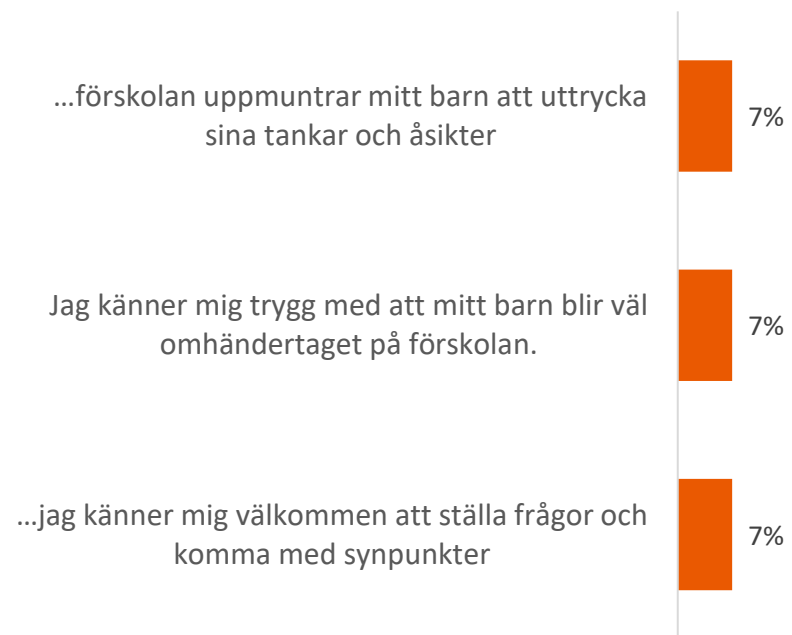 …förskolan uppmuntrar mitt barn att uttrycka
sina tankar och åsikter
7%
Jag känner mig trygg med att mitt barn blir väl
omhändertaget på förskolan.
7%
…jag känner mig välkommen att ställa frågor och
komma med synpunkter
7%